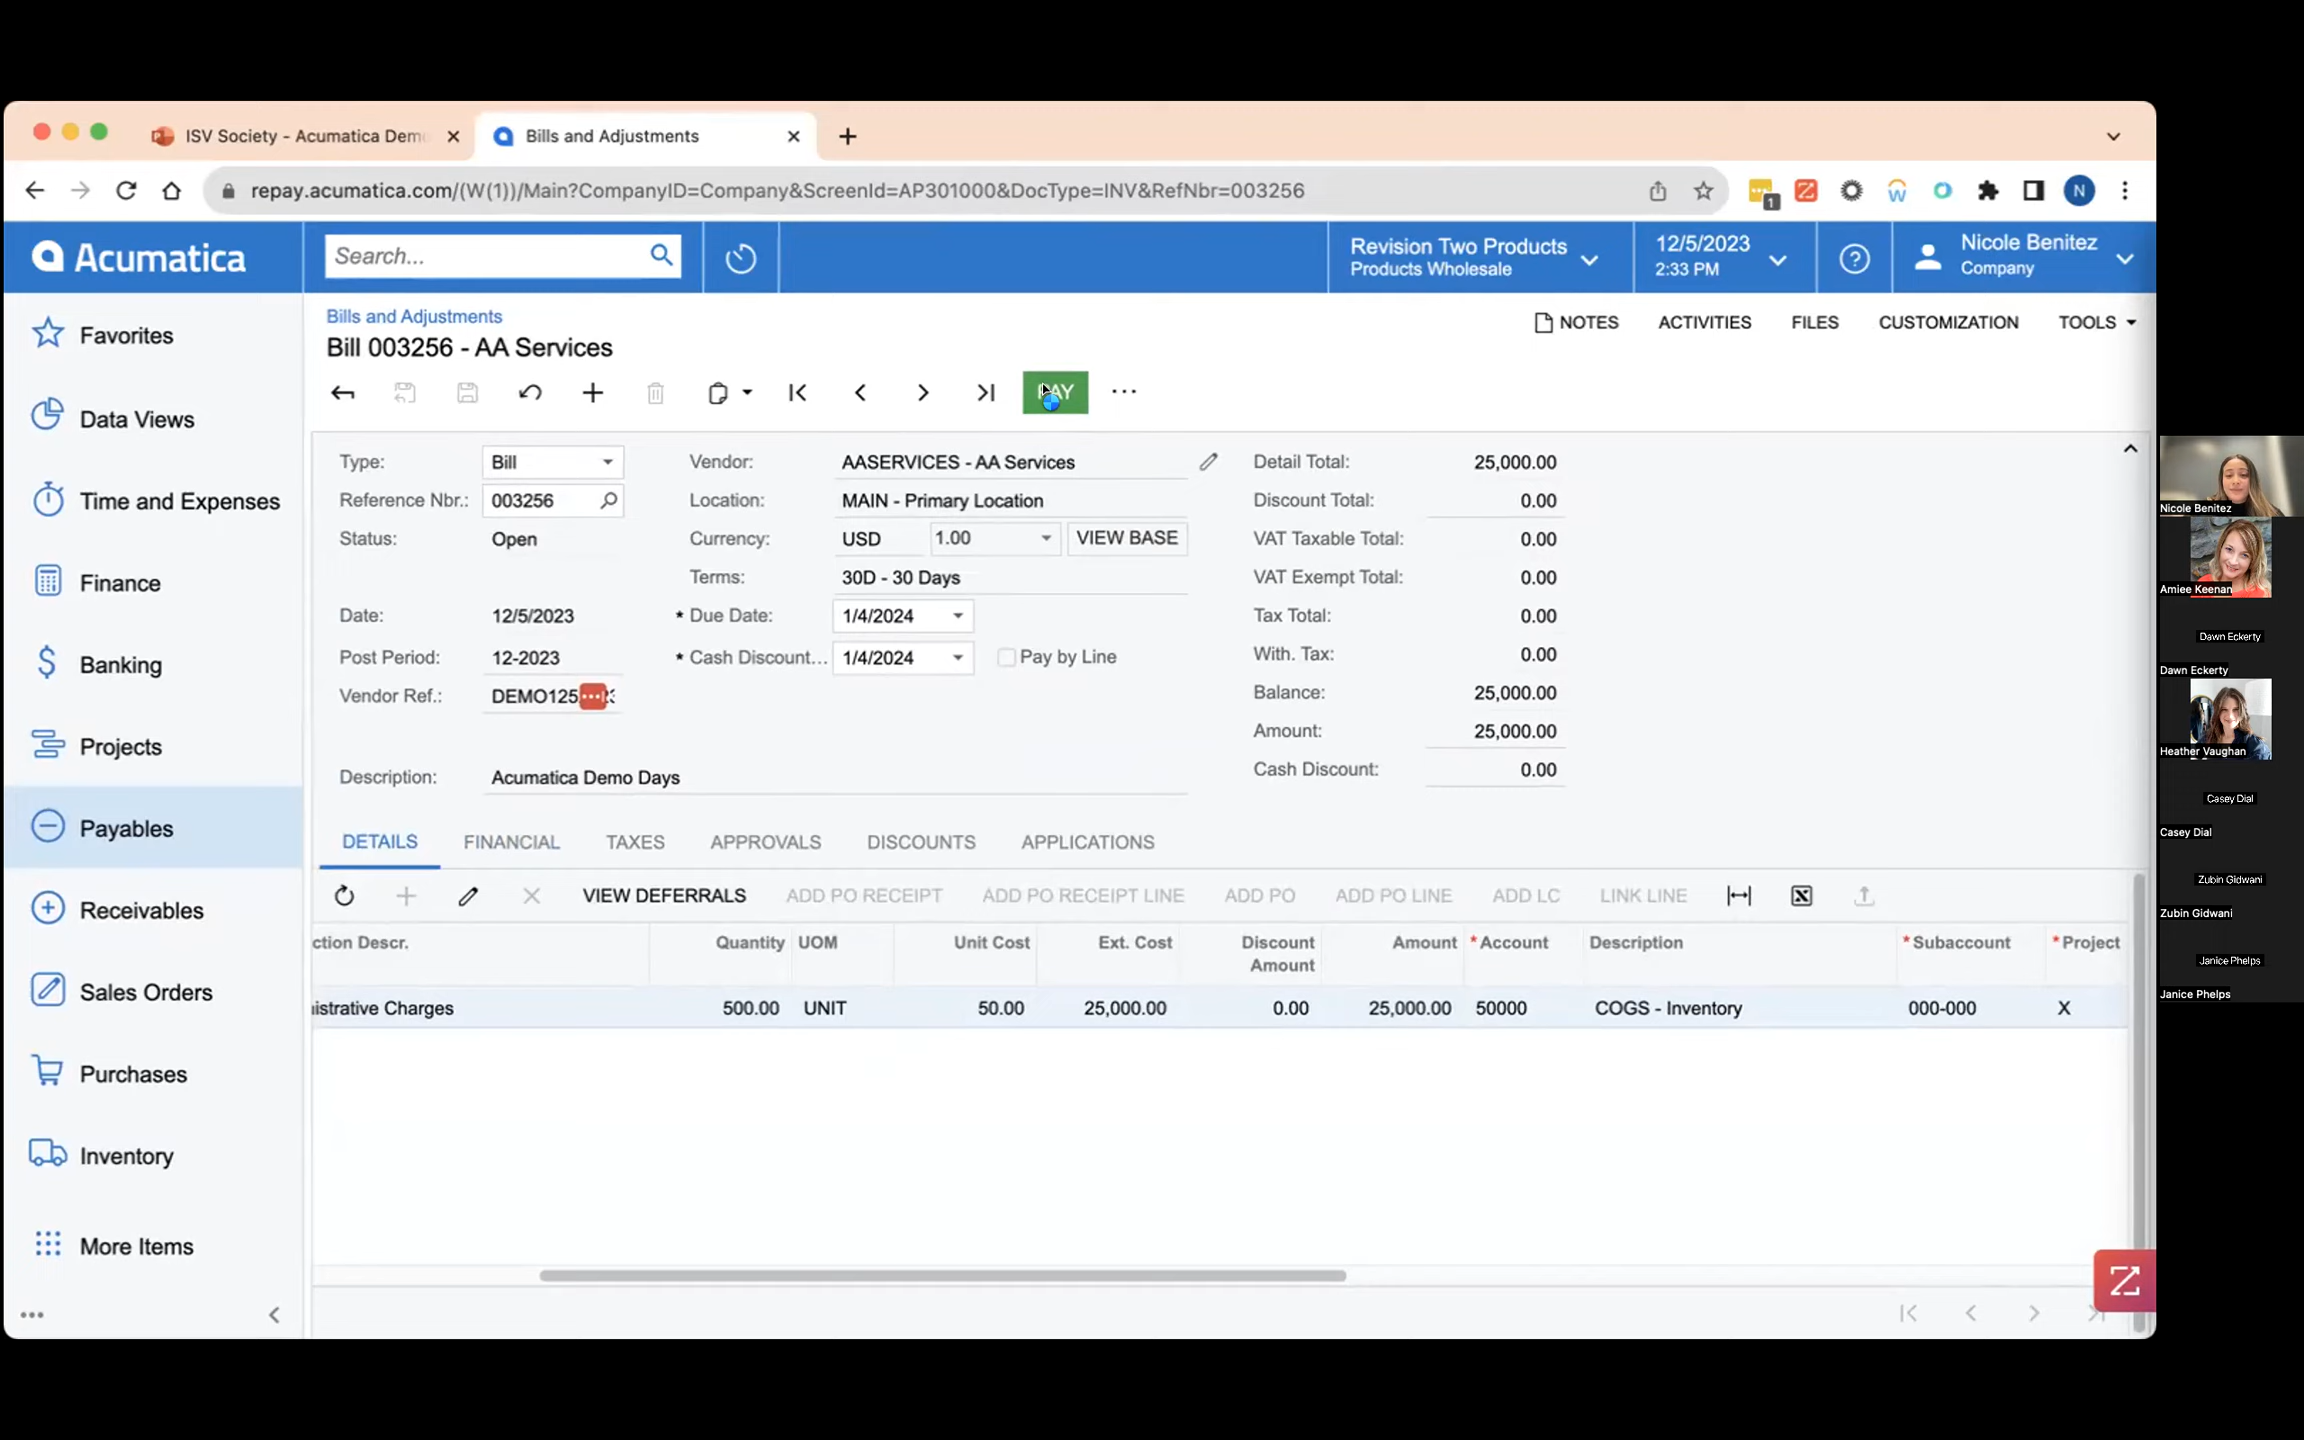 ISV Society - Acumatica Dem
Bills and Adjustments
repay.acumatica.com/(W(1))/Main?CompanyID=Company&ScreenId=AP301000&DocType=INV&RefNbr=003256
1
N
Acumatica
Search...
Revision Two Products
Products Wholesale
12/5/2023
2:33 PM
Nicole Benitez
Company
Favorites
Data Views
Time and Expenses
Finance
Banking
Projects
Payables
Receivables
Sales Orders
Purchases
Inventory
More Items
Bills and Adjustments
Bill 003256 - AA Services
NOTES ACTIVITIES FILES CUSTOMIZATION TOOLS
PAY
Type: Bill
Reference Nbr.: 003256
Status: Open
Date: 12/5/2023
Post Period: 12-2023
Vendor Ref.: DEMO125
Description: Acumatica Demo Days
Vendor: AASERVICES - AA Services
Location: MAIN - Primary Location
Currency: USD 1.00 VIEW BASE
Terms: 30D - 30 Days
* Due Date: 1/4/2024
* Cash Discount... 1/4/2024 Pay by Line
Detail Total: 25,000.00
Discount Total: 0.00
VAT Taxable Total: 0.00
VAT Exempt Total: 0.00
Tax Total: 0.00
With. Tax: 0.00
Balance: 25,000.00
Amount: 25,000.00
Cash Discount: 0.00
DETAILS FINANCIAL TAXES APPROVALS DISCOUNTS APPLICATIONS
VIEW DEFERRALS ADD PO RECEIPT ADD PO RECEIPT LINE ADD PO ADD PO LINE ADD LC LINK LINE
ction Descr. Quantity UOM Unit Cost Ext. Cost Discount Amount Amount * Account Description * Subaccount * Project
istrative Charges 500.00 UNIT 50.00 25,000.00 0.00 25,000.00 50000 COGS - Inventory 000-000 X
Nicole Benitez
Amiee Keenan
Dawn Eckerty
Dawn Eckerty
Heather Vaughan
Casey Dial
Casey Dial
Zubin Gidwani
Zubin Gidwani
Janice Phelps
Janice Phelps